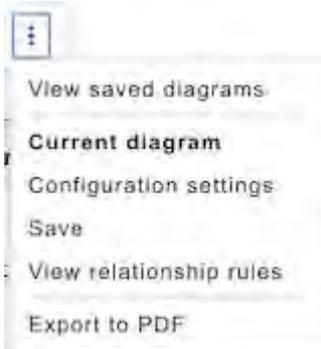 View saved diagrams
Current diagram
Configuration settings
Save
View relationship rules
Export to PDF